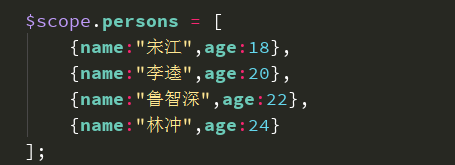 $scope.persons = [
{name:"宋江",age:18},
{name:"李逵",age:20},
{name:"鲁智深",age:22},
{name:"林冲",age:24}
];